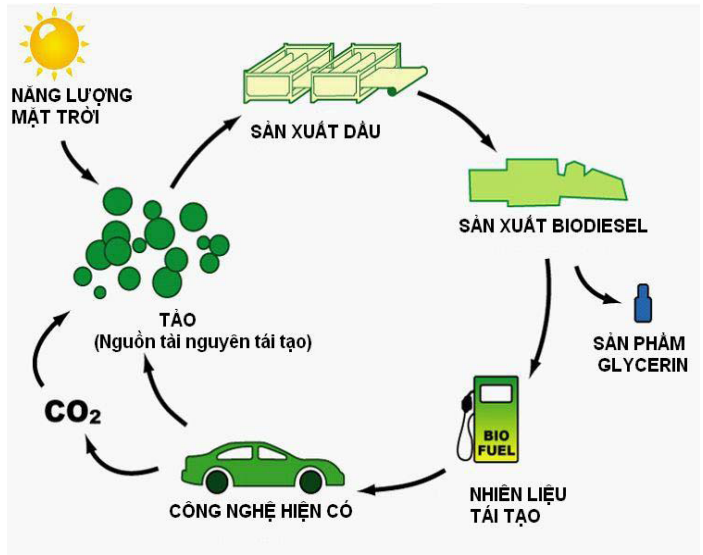 NĂNG LƯỢNG
MẶT TRỜI
SẢN XUẤT DẦU
SẢN XUẤT BIODIESEL
TẢO
(Nguồn tài nguyên tái tạo)
SẢN PHẨM
GLYCERIN
CO₂
BIO
FUEL
CÔNG NGHỆ HIỆN CÓ
NHIÊN LIỆU
TÁI TẠO